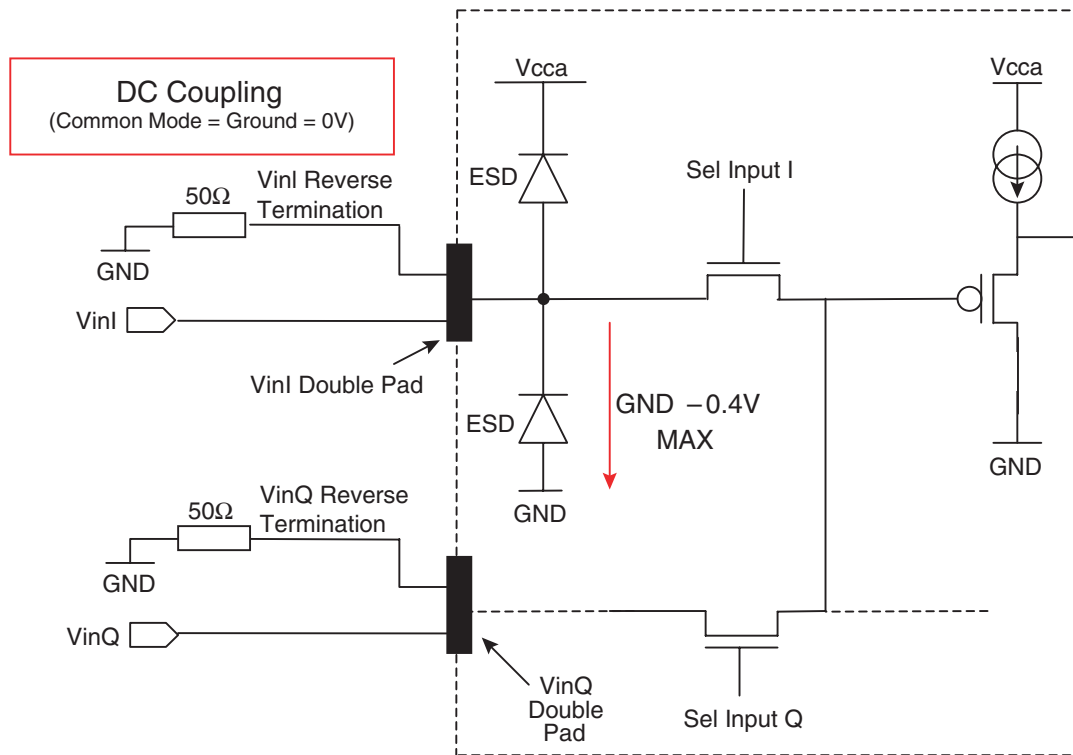 DC Coupling
(Common Mode = Ground = 0V)
Vcca
Vcca
ESD
Sel Input I
50Ω
VinI Reverse
Termination
GND
VinI
VinI Double Pad
ESD
GND −0.4V
MAX
GND
GND
50Ω
VinQ Reverse
Termination
GND
VinQ
VinQ
Double
Pad
Sel Input Q